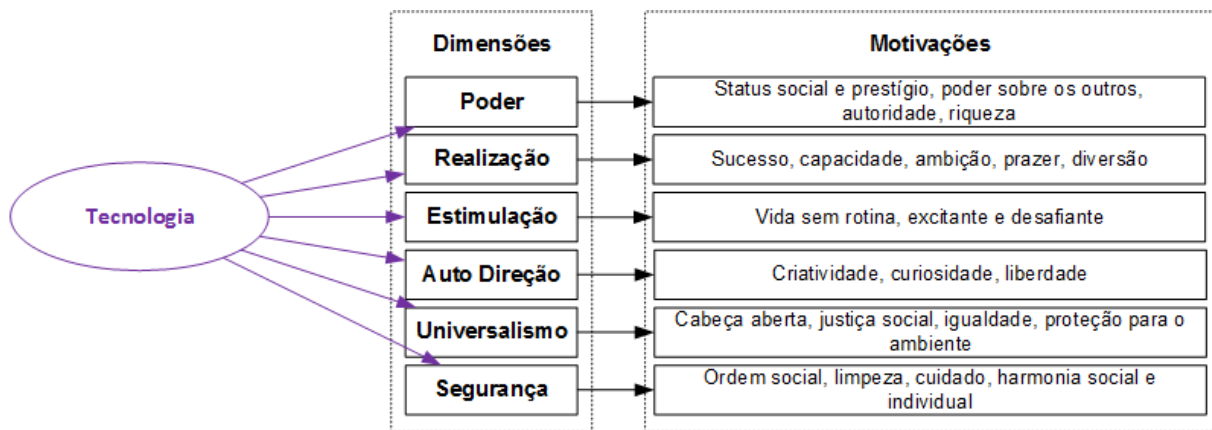 Dimensões
Motivações
Tecnologia
Poder
Status social e prestígio, poder sobre os outros,
autoridade, riqueza
Realização
Sucesso, capacidade, ambição, prazer, diversão
Estimulação
Vida sem rotina, excitante e desafiante
Auto Direção
Criatividade, curiosidade, liberdade
Universalismo
Cabeça aberta, justiça social, igualdade, proteção para o
ambiente
Segurança
Ordem social, limpeza, cuidado, harmonia social e
individual